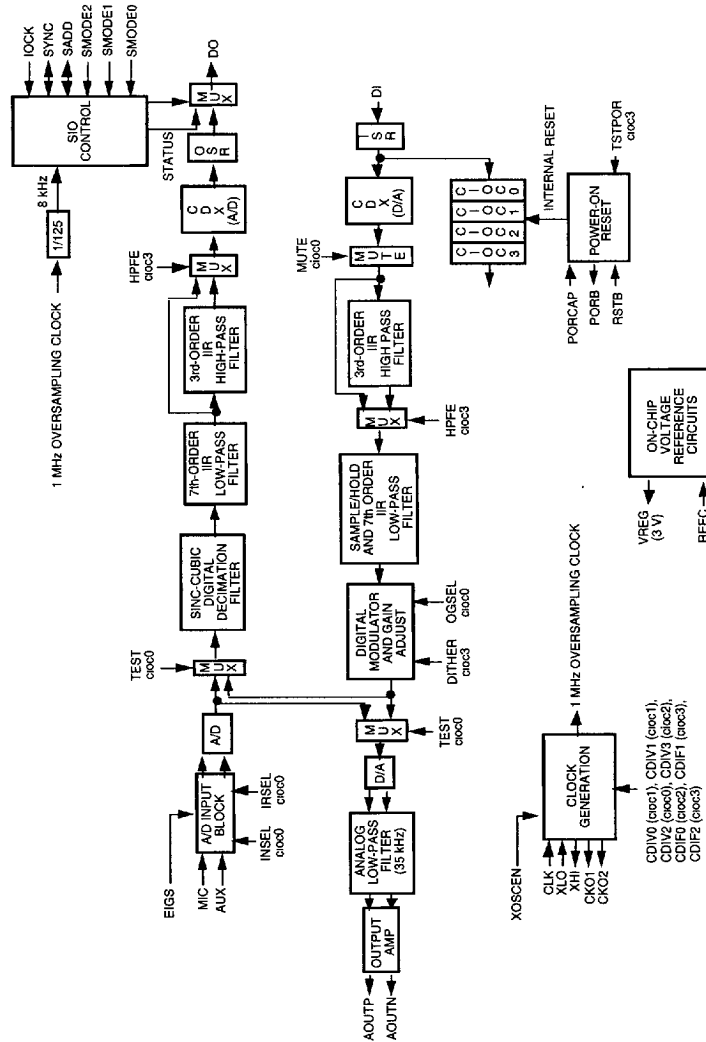 IOCK
SYNC
SADD
SMODE2
SMODE1
SMODE0
SIO
CONTROL
8 kHz
1/125
1 MHz OVERSAMPLING CLOCK
STATUS
MUX
DO
OSR
CDX
(A/D)
HPFE
cioc3
MUX
3rd-ORDER
IIR
HIGH-PASS
FILTER
7th-ORDER
IIR
LOW-PASS
FILTER
SINC-CUBIC
DIGITAL
DECIMATION
FILTER
TEST
cioc0
MUX
A/D
A/D INPUT
BLOCK
EIGS
MIC
AUX
INSEL
cioc0
IRSEL
cioc0
DI
ISR
CDX
(D/A)
MUTE
cioc0
MUTE
3rd-ORDER
IIR
HIGH PASS
FILTER
MUX
HPFE
cioc3
SAMPLE/HOLD
AND 7th ORDER
IIR
LOW-PASS
FILTER
DIGITAL
MODULATOR
AND GAIN
ADJUST
DITHER
cioc3
OGSEL
cioc0
MUX
TEST
cioc0
D/A
ANALOG
LOW-PASS
FILTER
(35 kHz)
OUTPUT
AMP
AOUTP
AOUTN
CIOC0
CIOC1
CIOC2
CIOC3
INTERNAL RESET
POWER-ON
RESET
TSTPOR
cioc3
PORCAP
PORB
RSTB
ON-CHIP
VOLTAGE
REFERENCE
CIRCUITS
VREG
(3 V)
REFC
1 MHz OVERSAMPLING CLOCK
CLOCK
GENERATION
XOSCEN
CLK
XLO
XHI
CKO1
CKO2
CDIV0 (cioc1), CDIV1 (cioc1),
CDIV2 (cioc0), CDIV3 (cioc2),
CDIF0 (cioc2), CDIF1 (cioc3),
CDIF2 (cioc3)